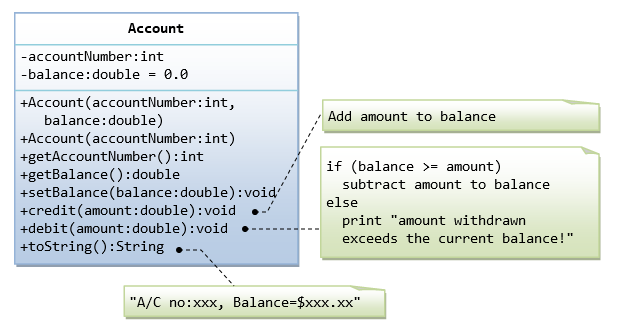 Account
-accountNumber:int
-balance:double = 0.0
+Account(accountNumber:int,
balance:double)
+Account(accountNumber:int)
+getAccountNumber():int
+getBalance():double
+setBalance(balance:double):void
+credit(amount:double):void
+debit(amount:double):void
+toString():String
Add amount to balance
if (balance >= amount)
subtract amount to balance
else
print "amount withdrawn
exceeds the current balance!"
"A/C no:xxx, Balance=$xxx.xx"